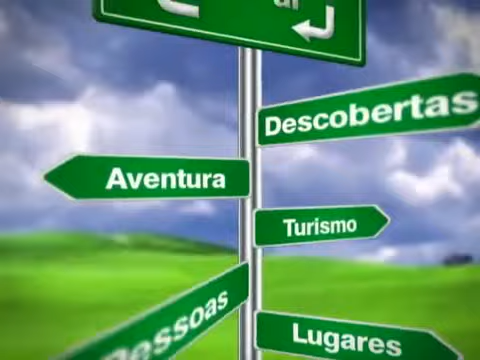 Descobertas
Aventura
Turismo
Pessoas
Lugares